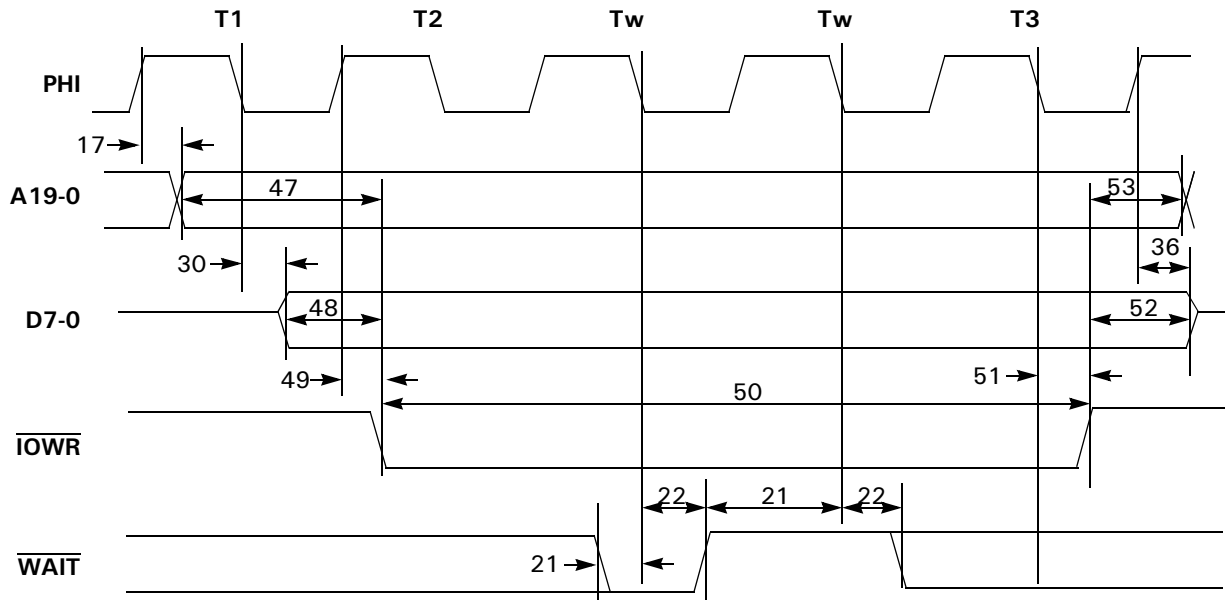 T1 T2 Tw Tw T3
PHI
17
A19-0 47 53
30 36
D7-0 48 52
49 51
50
IOWR
22 21 22
21
WAIT